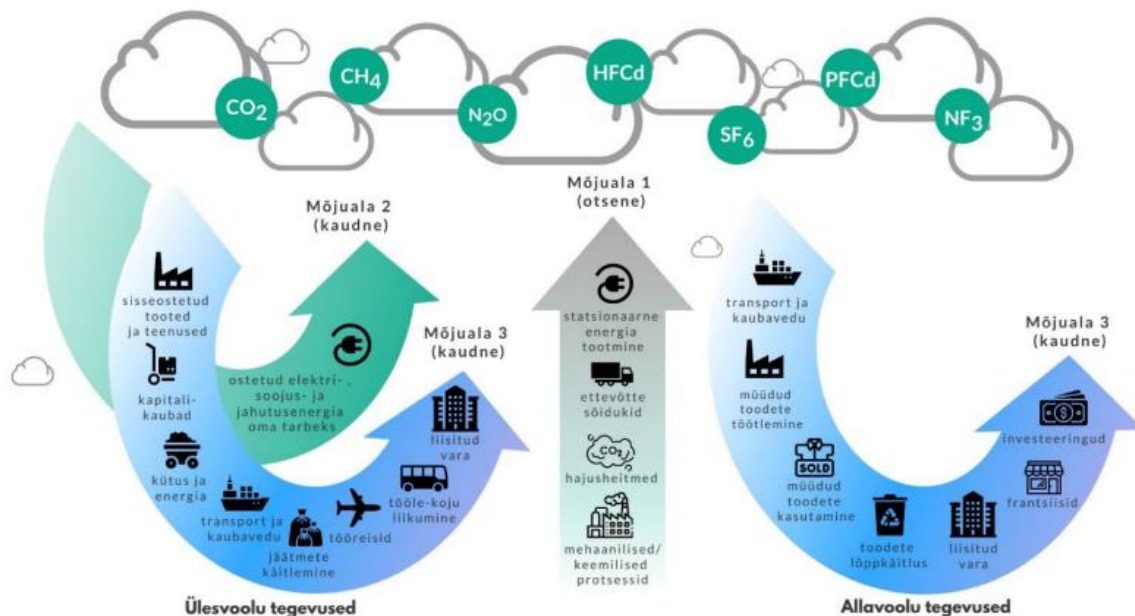 CO2
CH4
N2O
HFCd
SF6
PFCd
NF3
Mõjuala 2
(kaudne)
sisseostetud
tooted
ja teenused
kapitali-
kaubad
kütus ja
energia
transport ja
kaubavedu
jäätmete
käitlemine
tööreisid
tööle-koju
liikumine
liisitud
vara
ostetud elektri- ,
soojus- ja
jahutusenergia
oma tarbeks
Mõjuala 3
(kaudne)
Ülesvoolu tegevused
Mõjuala 1
(otsene)
statsionaarne
energia
tootmine
ettevõtte
sõidukid
CO2
hajusheitmed
mehaanilised/
keemilised
protsessid
transport ja
kaubavedu
müüdud
toodete
töötlemine
SOLD
müüdud
toodete
kasutamine
toodete
lõppkäitlus
liisitud
vara
frantsiisid
investeeringud
Mõjuala 3
(kaudne)
Allavoolu tegevused